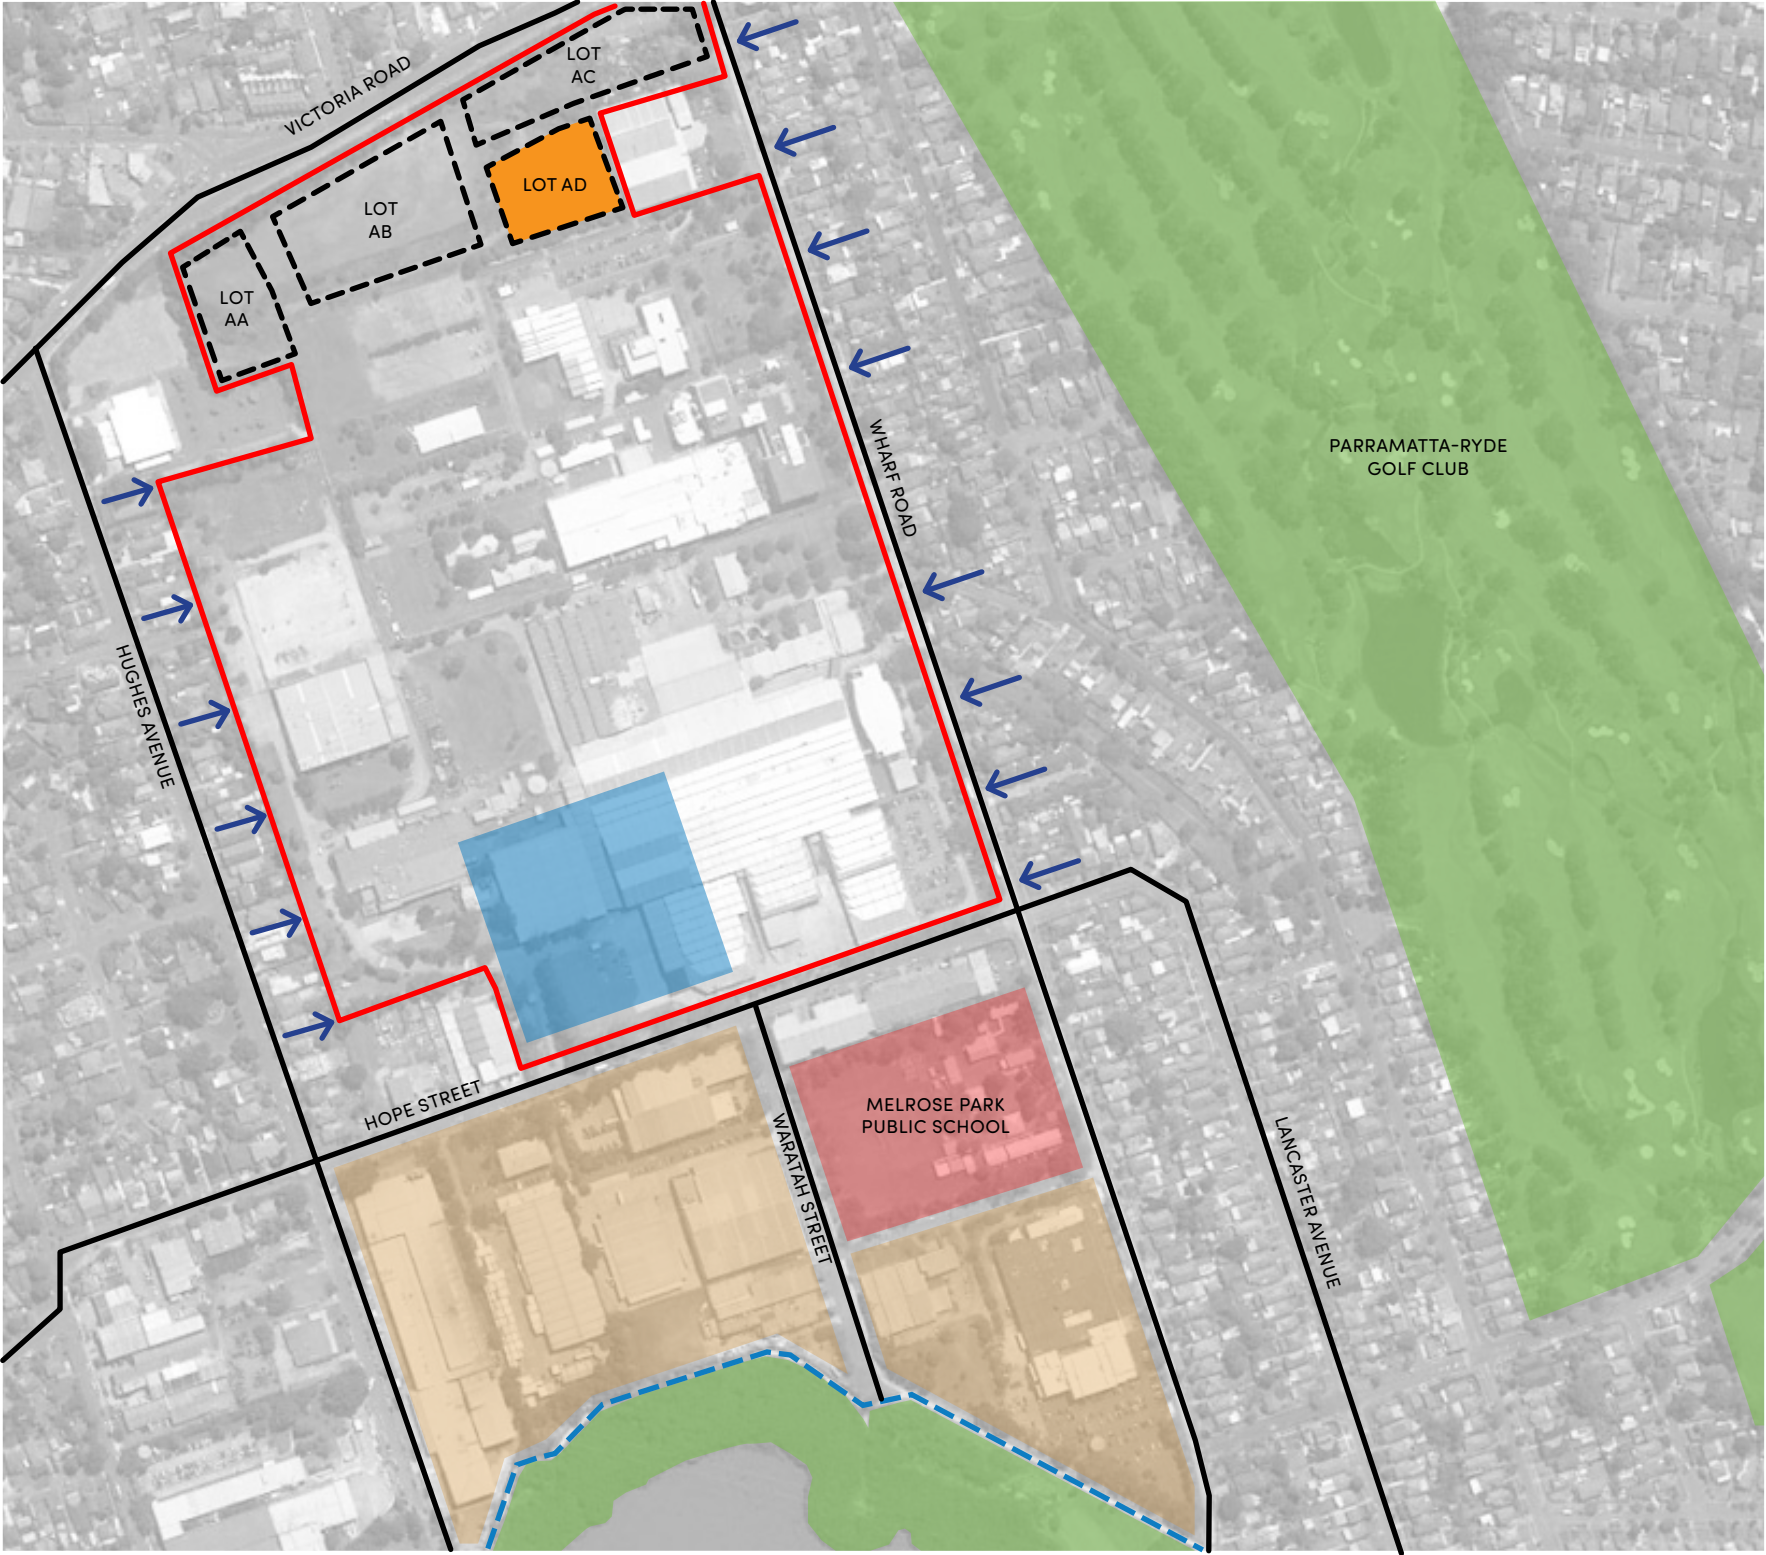 VICTORIA ROAD
LOT
AC
LOT AD
LOT
AB
LOT
AA
WHARF ROAD
PARRAMATTA-RYDE
GOLF CLUB
HUGHES AVENUE
HOPE STREET
WARATAH STREET
MELROSE PARK
PUBLIC SCHOOL
LANCASTER AVENUE